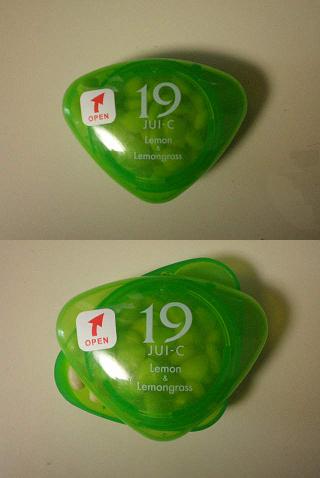 OPEN
19
JUI·C
Lemon
&
Lemongrass
OPEN
19
JUI·C
Lemon
&
Lemongrass